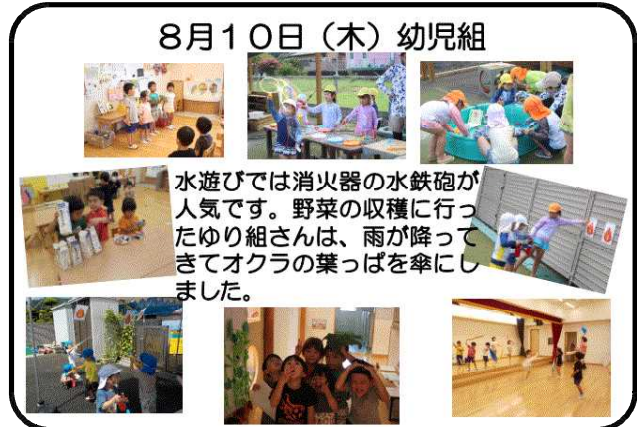 8月10日（木）幼児組
水遊びでは消火器の水鉄砲が
人気です。野菜の収穫に行っ
たゆり組さんは、雨が降って
きてオクラの葉っぱを傘にし
ました。